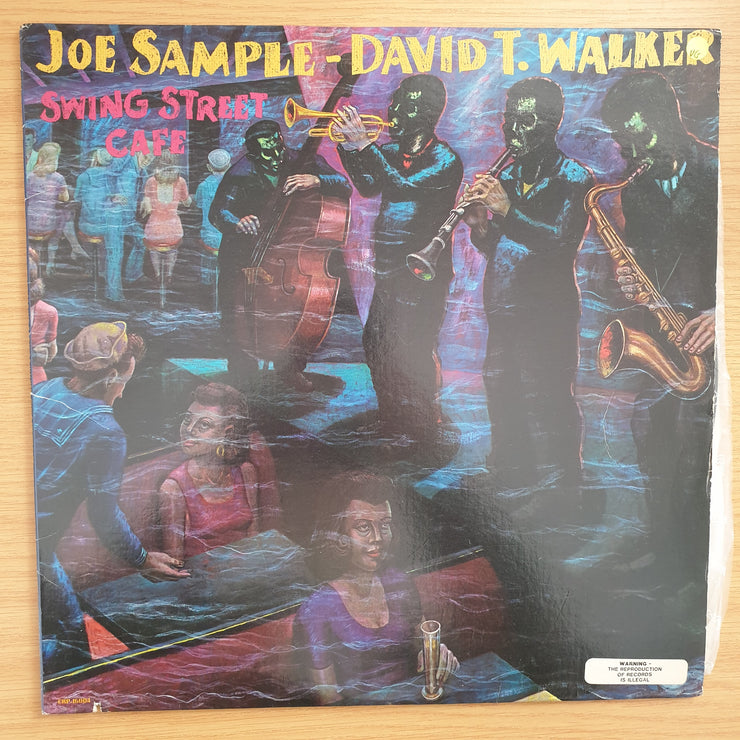 JOE SAMPLE - DAVID T. WALKER
SWING STREET
CAFE
WARNING -
THE REPRODUCTION
OF RECORDS
IS ILLEGAL